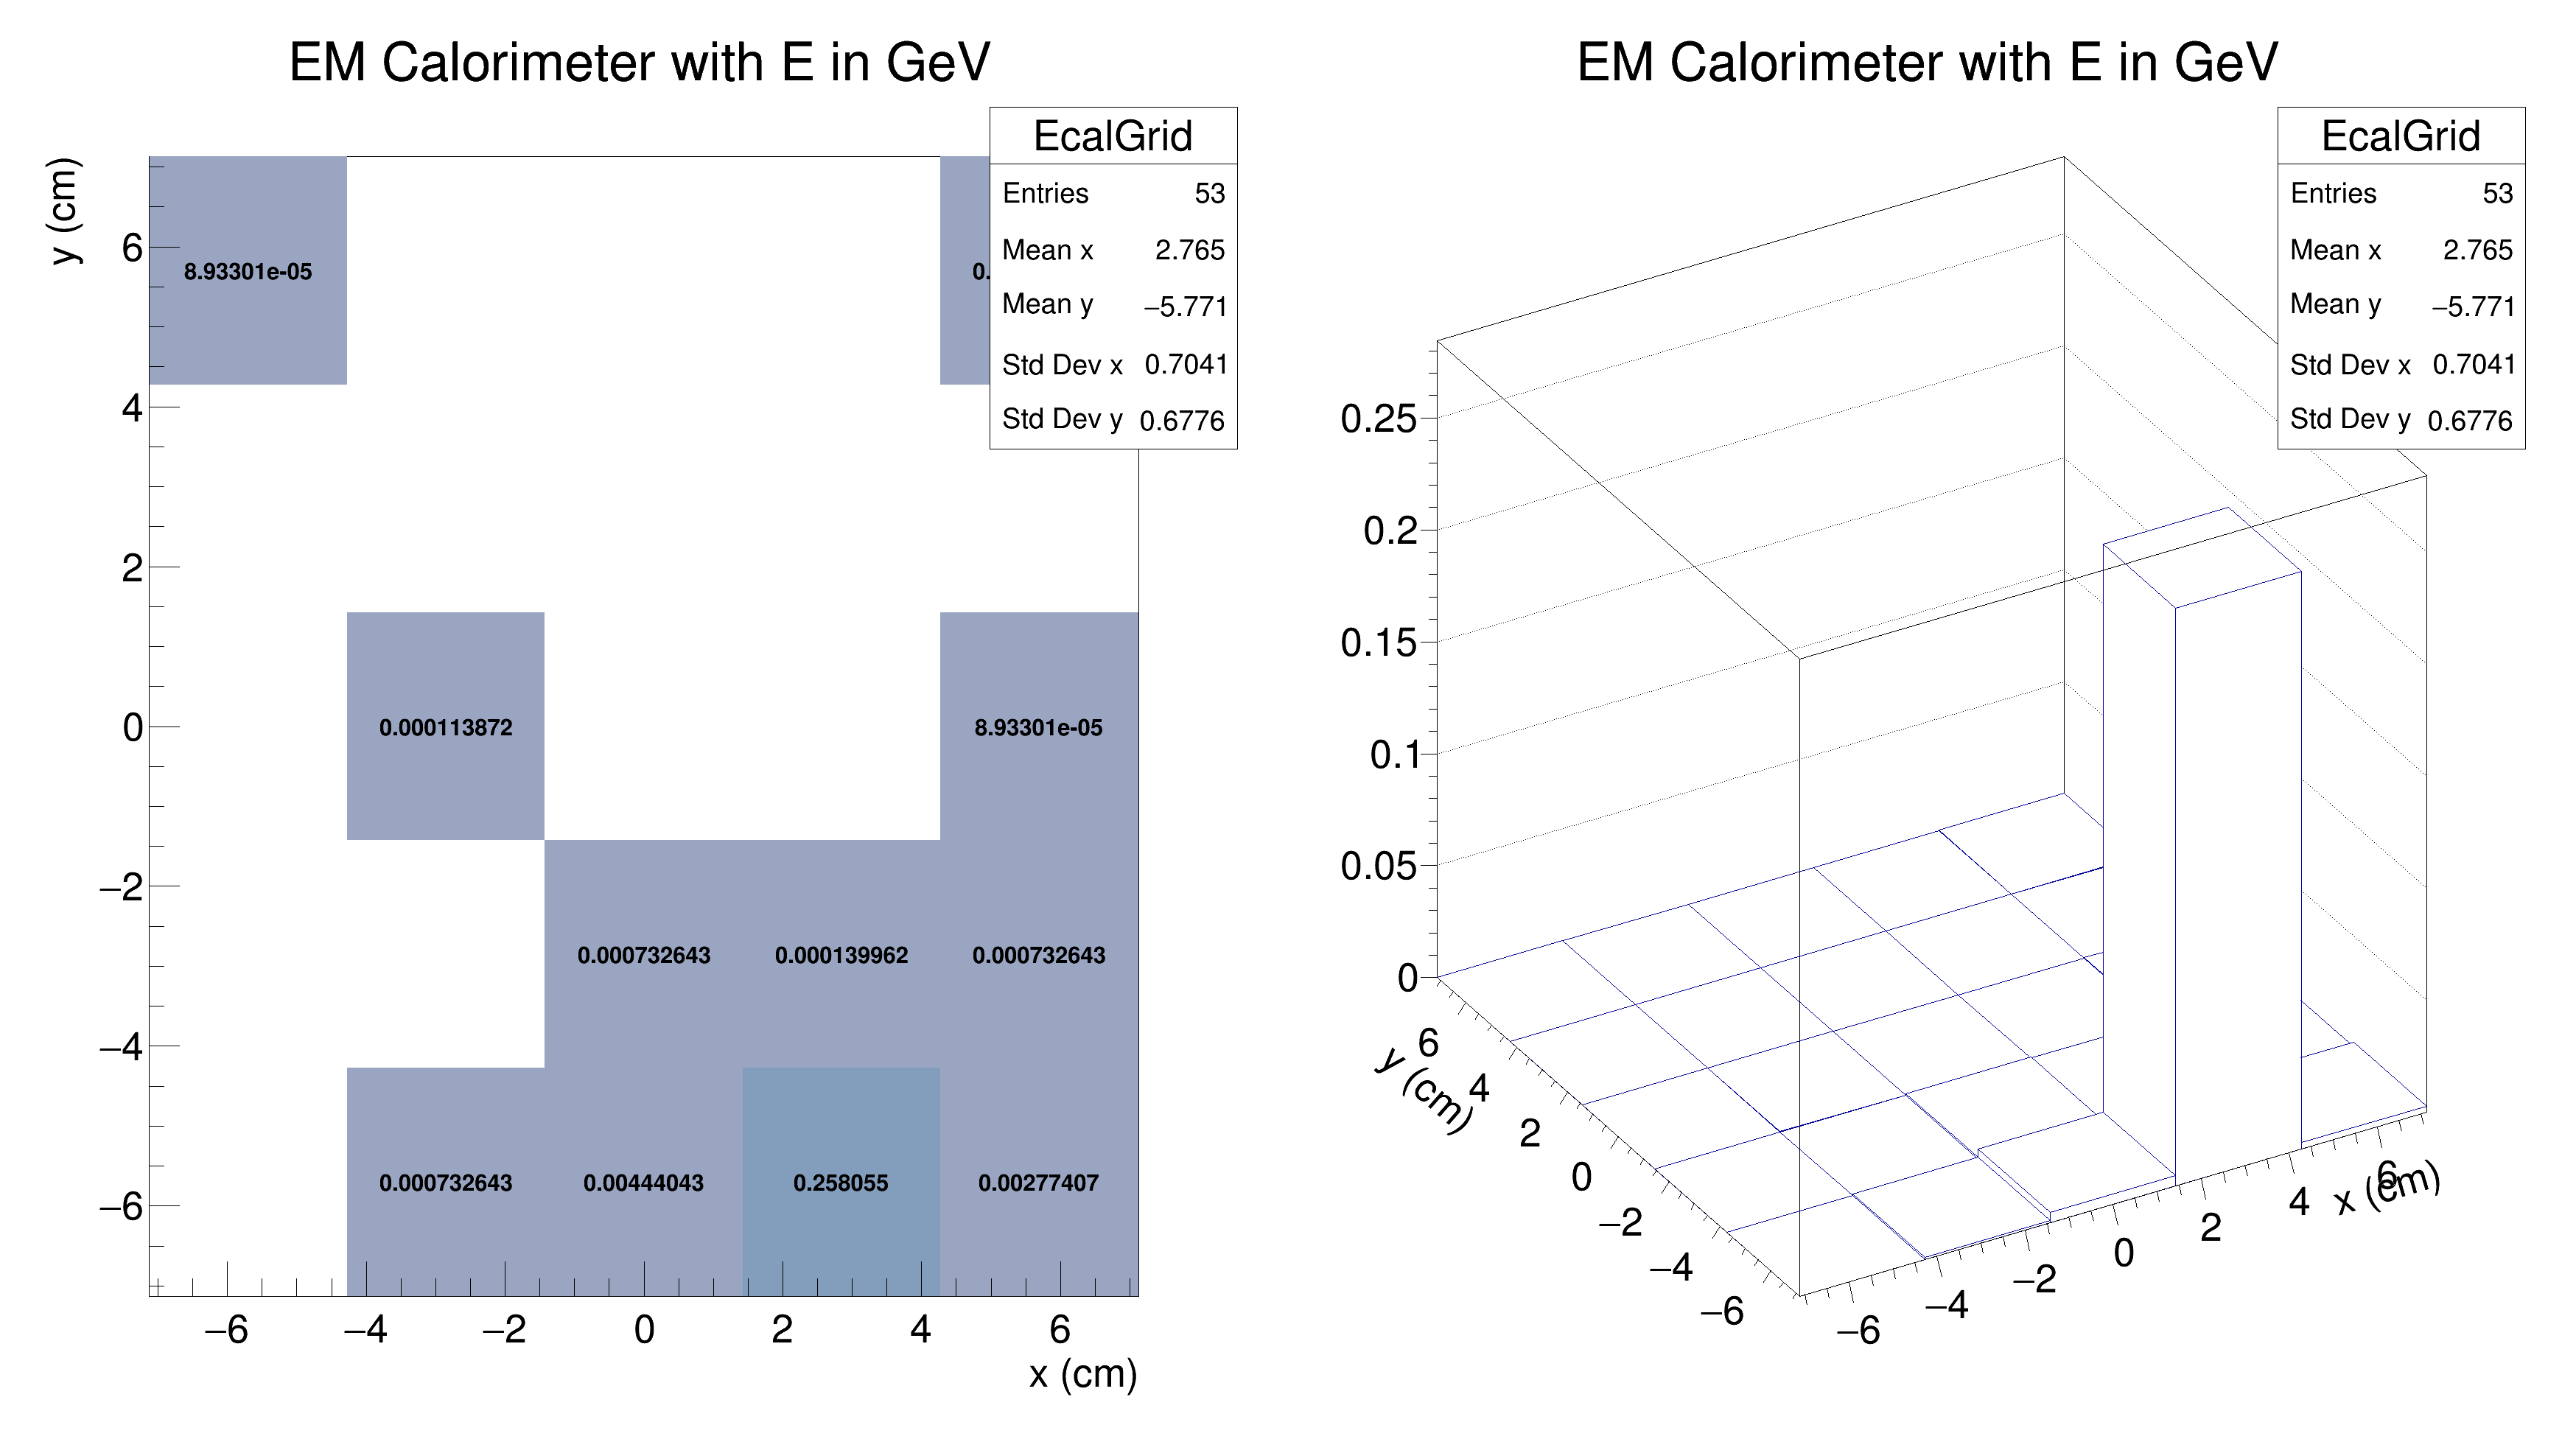 EM Calorimeter with E in GeV
EcalGrid
Entries 53
Mean x 2.765
Mean y −5.771
Std Dev x 0.7041
Std Dev y 0.6776
y (cm)
6
4
2
0
−2
−4
−6
8.93301e-05 0.
0.000113872 8.93301e-05
0.000732643 0.000139962 0.000732643
0.000732643 0.00444043 0.258055 0.00277407
−6 −4 −2 0 2 4 6
x (cm)
EM Calorimeter with E in GeV
EcalGrid
Entries 53
Mean x 2.765
Mean y −5.771
Std Dev x 0.7041
Std Dev y 0.6776
0.25
0.2
0.15
0.1
0.05
0
y (cm)
6
4
2
0
−2
−4
−6
−6 −4 −2 0 2 4 6
x (cm)